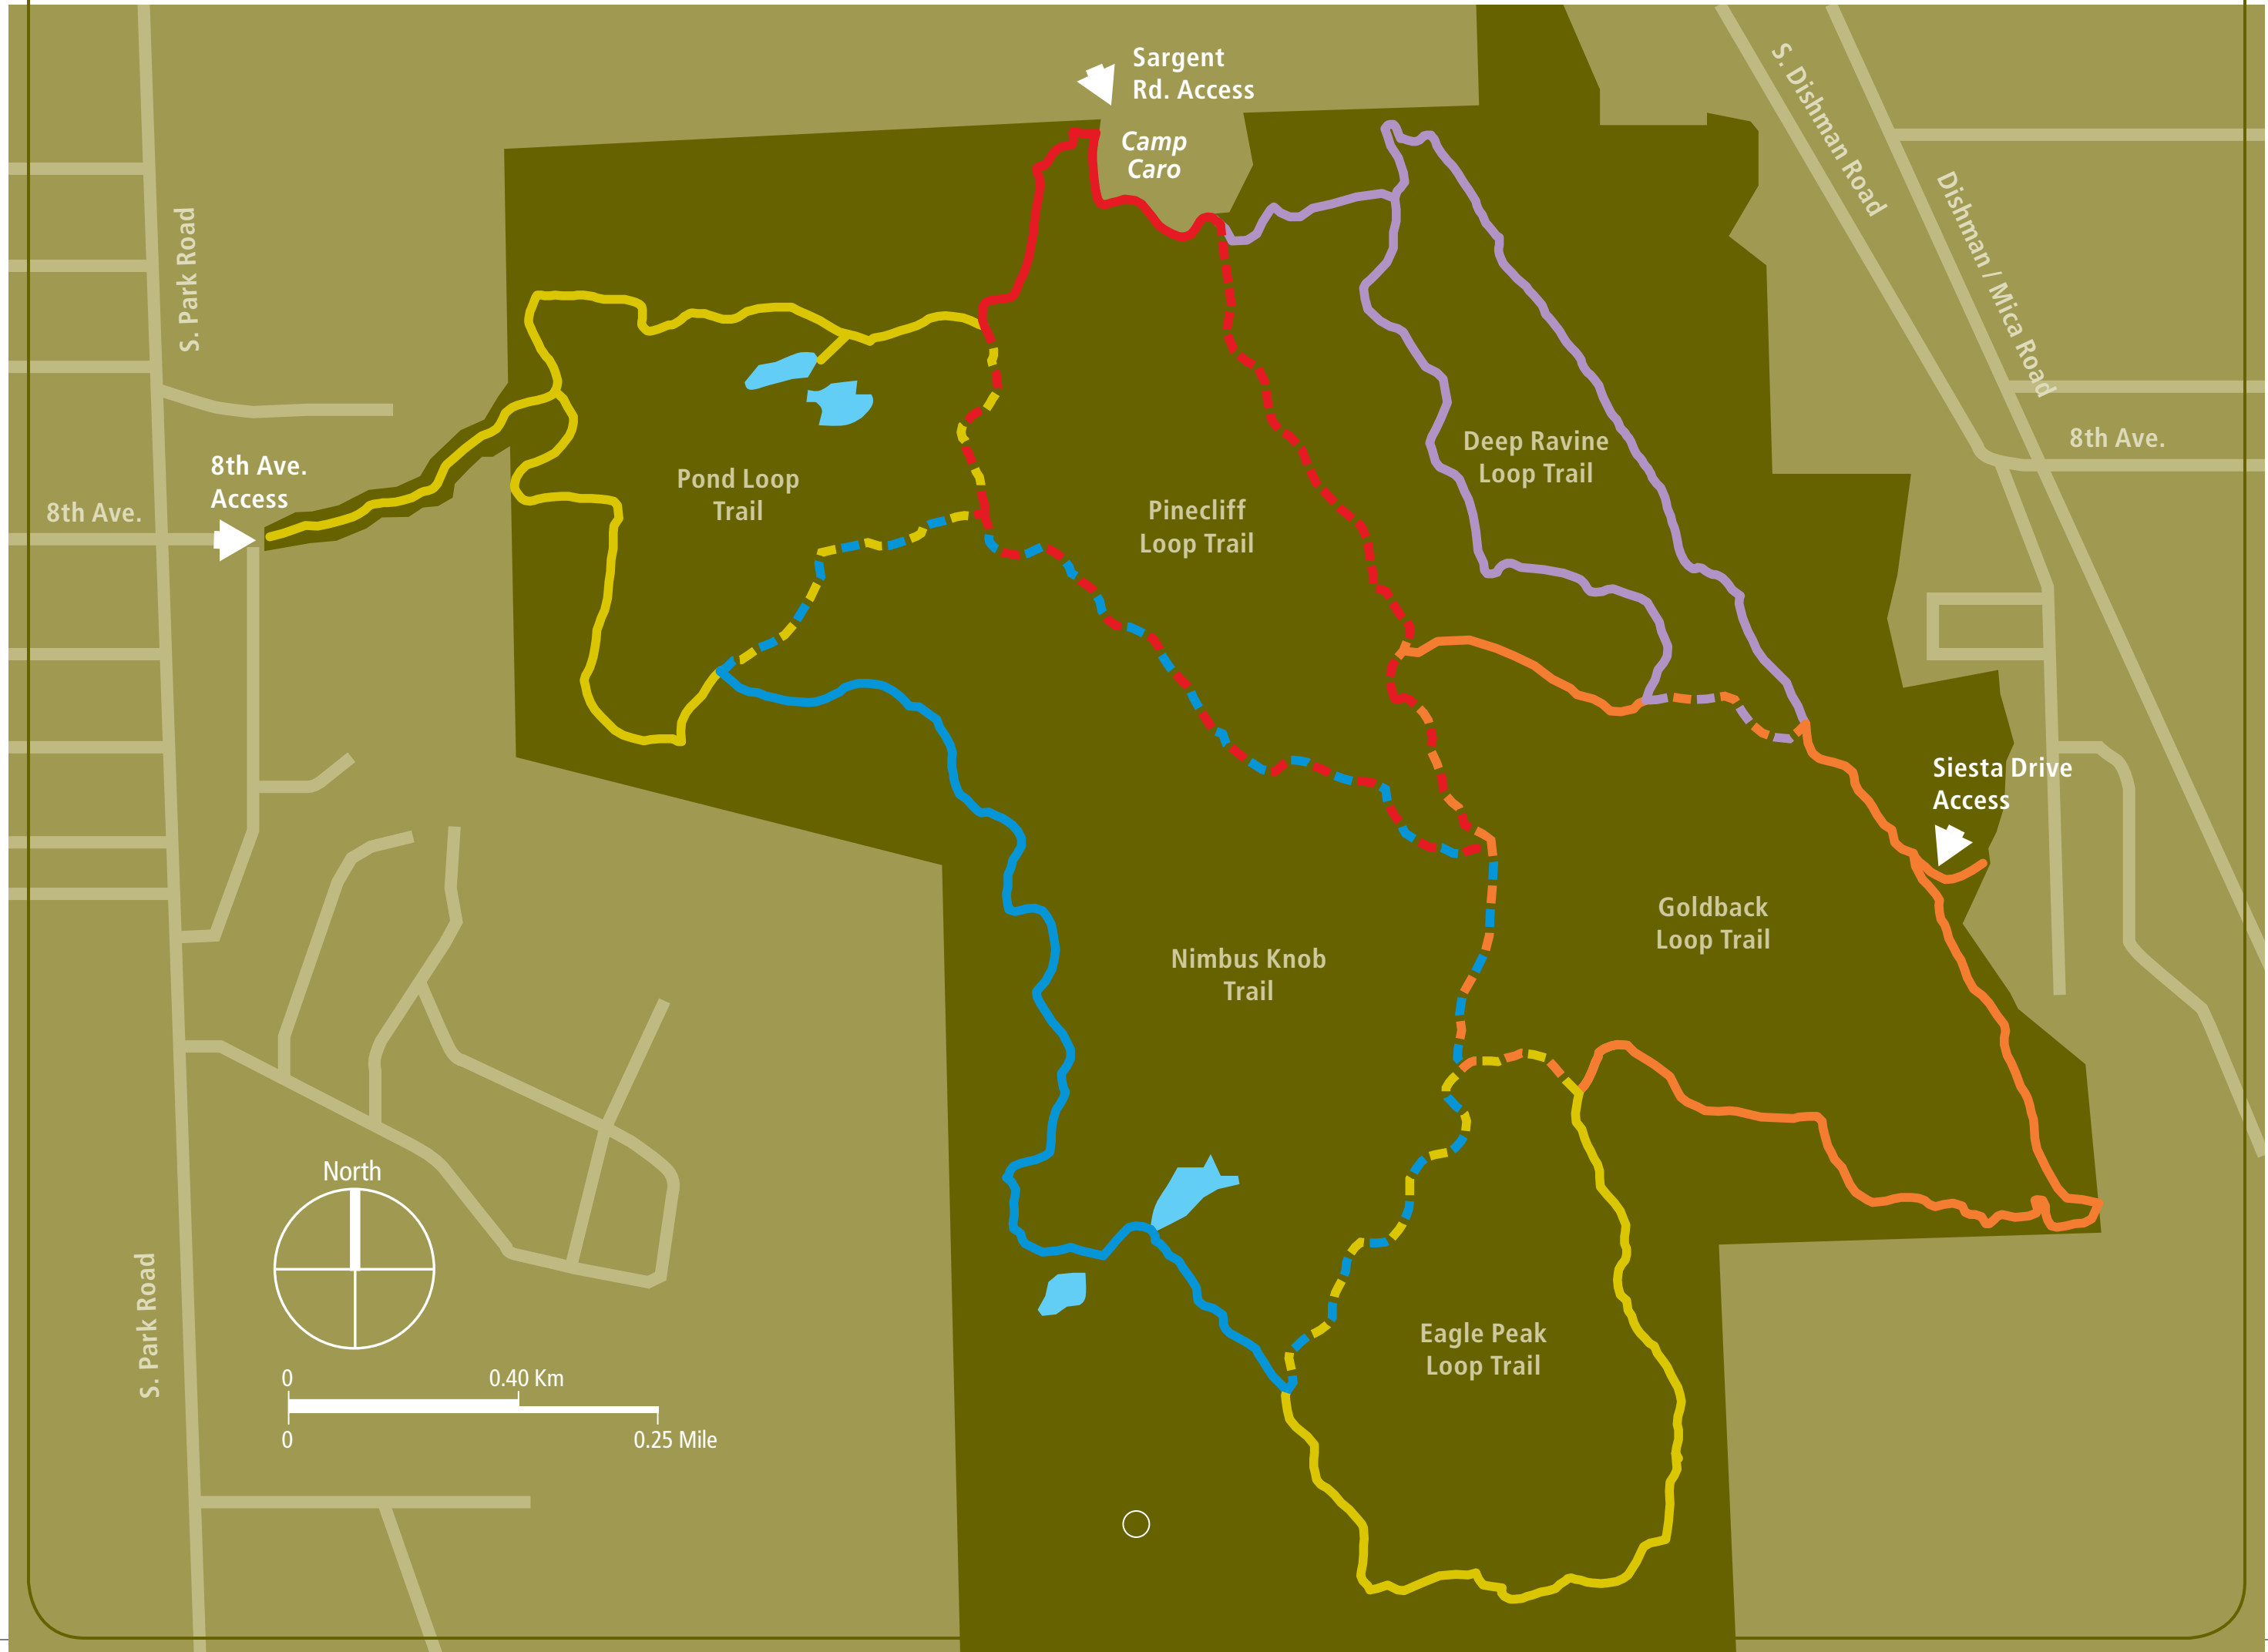 Sargent
Rd. Access
Camp
Caro
S. Dishman Road
Dishman / Mica Road
S. Park Road
8th Ave.
8th Ave.
Access
8th Ave.
Pond Loop
Trail
Pinecliff
Loop Trail
Deep Ravine
Loop Trail
Siesta Drive
Access
Goldback
Loop Trail
Nimbus Knob
Trail
North
Eagle Peak
Loop Trail
S. Park Road
0
0.40 Km
0
0.25 Mile